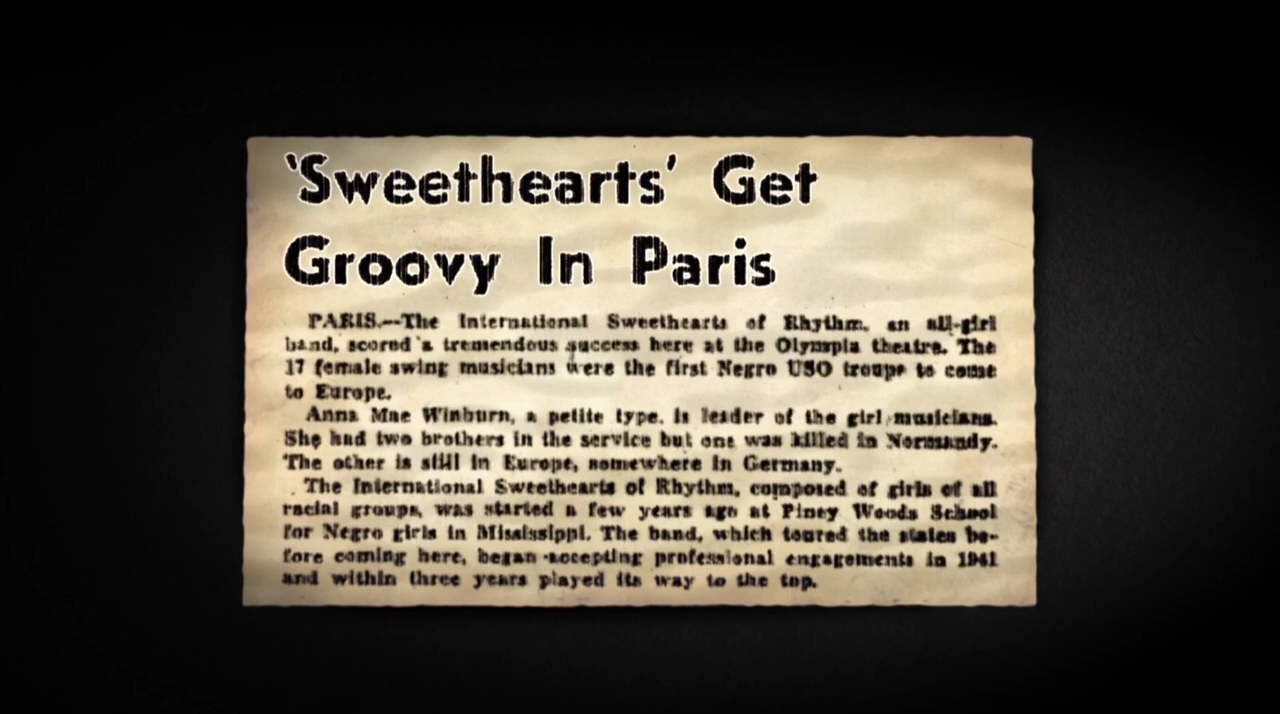 'Sweethearts' Get
Groovy In Paris
PARIS.--The International Sweethearts of Rhythm, an all-girl
band, scored a tremendous success here at the Olympia theatre. The
17 female swing musicians were the first Negro USO troupe to come
to Europe.
Anna Mae Winburn, a petite type, is leader of the girl musicians.
She had two brothers in the service but one was killed in Normandy.
The other is still in Europe, somewhere in Germany.
The International Sweethearts of Rhythm, composed of girls of all
racial groups, was started a few years ago at Piney Woods School
for Negro girls in Mississippi. The band, which toured the states be-
fore coming here, began accepting professional engagements in 1941
and within three years played its way to the top.